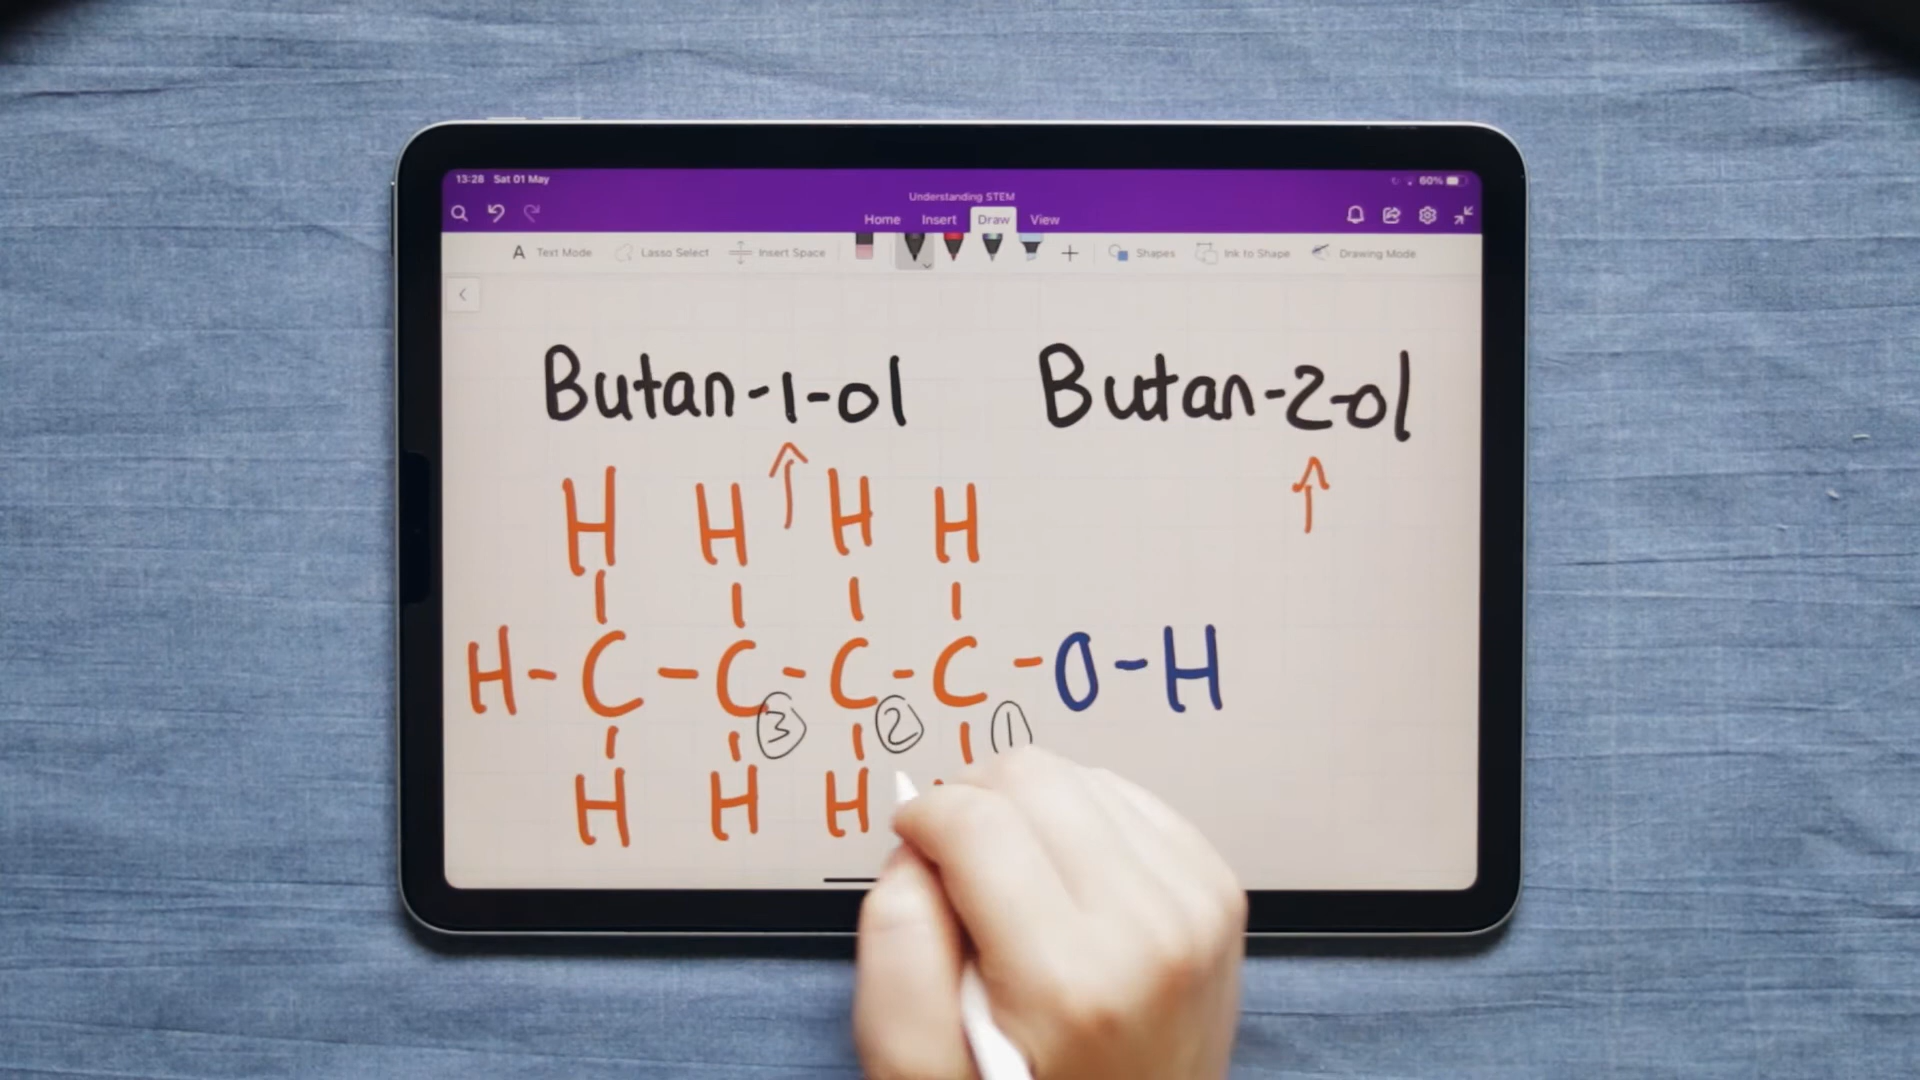 13:28 Sat 01 May 60%
Understanding STEM
Home Insert Draw View
A Text Mode Lasso Select Insert Space + Shapes Ink to Shape Drawing Mode
Butan-1-ol Butan-2-ol
H H H H
H-C-C-C-C-O-H
3 2 1
H H H